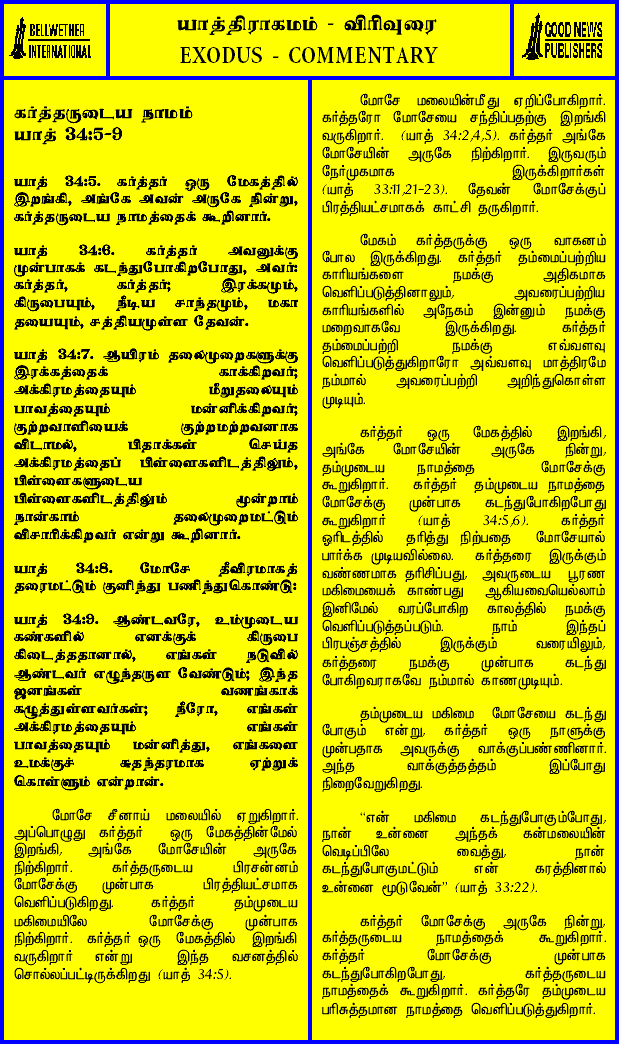 BELLWETHER
INTERNATIONAL
யாத்திராகமம் - விரிவுரை
EXODUS - COMMENTARY
GOOD NEWS
PUBLISHERS
கர்த்தருடைய நாமம்
யாத் 34:5-9
யாத் 34:5. கர்த்தர் ஒரு மேகத்தில்
இறங்கி, அங்கே அவன் அருகே நின்று,
கர்த்தருடைய நாமத்தைக் கூறினார்.
யாத் 34:6. கர்த்தர் அவனுக்கு
முன்பாகக் கடந்துபோகிறபோது, அவர்:
கர்த்தர், கர்த்தர்; இரக்கமும்,
கிருபையும், நீடிய சாந்தமும், மகா
தயையும், சத்தியமுள்ள தேவன்.
யாத் 34:7. ஆயிரம் தலைமுறைகளுக்கு
இரக்கத்தைக் காக்கிறவர்;
அக்கிரமத்தையும் மீறுதலையும்
பாவத்தையும் மன்னிக்கிறவர்;
குற்றவாளியைக் குற்றமற்றவனாக
விடாமல், பிதாக்கள் செய்த
அக்கிரமத்தைப் பிள்ளைகளிடத்திலும்,
பிள்ளைகளுடைய
பிள்ளைகளிடத்திலும் மூன்றாம்
நான்காம் தலைமுறைமட்டும்
விசாரிக்கிறவர் என்று கூறினார்.
யாத் 34:8. மோசே தீவிரமாகத்
தரைமட்டும் குனிந்து பணிந்துகொண்டு:
யாத் 34:9. ஆண்டவரே, உம்முடைய
கண்களில் எனக்குக் கிருபை
கிடைத்ததானால், எங்கள் நடுவில்
ஆண்டவர் எழுந்தருள வேண்டும்; இந்த
ஜனங்கள் வணங்காக்
கழுத்துள்ளவர்கள்; நீரோ, எங்கள்
அக்கிரமத்தையும் எங்கள்
பாவத்தையும் மன்னித்து, எங்களை
உமக்குச் சுதந்தரமாக ஏற்றுக்
கொள்ளும் என்றான்.
மோசே சீனாய் மலையில் ஏறுகிறார்.
அப்பொழுது கர்த்தர் ஒரு மேகத்தின்மேல்
இறங்கி, அங்கே மோசேயின் அருகே
நிற்கிறார். கர்த்தருடைய பிரசன்னம்
மோசேக்கு முன்பாக பிரத்தியட்சமாக
வெளிப்படுகிறது. கர்த்தர் தம்முடைய
மகிமையிலே மோசேக்கு முன்பாக
நிற்கிறார். கர்த்தர் ஒரு மேகத்தில் இறங்கி
வருகிறார் என்று இந்த வசனத்தில்
சொல்லப்பட்டிருக்கிறது (யாத் 34:5).
மோசே மலையின்மீது ஏறிப்போகிறார்.
கர்த்தரோ மோசேயை சந்திப்பதற்கு இறங்கி
வருகிறார். (யாத் 34:2,4,5). கர்த்தர் அங்கே
மோசேயின் அருகே நிற்கிறார். இருவரும்
நேர்முகமாக இருக்கிறார்கள்
(யாத் 33:11,21-23). தேவன் மோசேக்குப்
பிரத்தியட்சமாகக் காட்சி தருகிறார்.
மேகம் கர்த்தருக்கு ஒரு வாகனம்
போல இருக்கிறது. கர்த்தர் தம்மைப்பற்றிய
காரியங்களை நமக்கு அதிகமாக
வெளிப்படுத்தினாலும், அவரைப்பற்றிய
காரியங்களில் அநேகம் இன்னும் நமக்கு
மறைவாகவே இருக்கிறது. கர்த்தர்
தம்மைப்பற்றி நமக்கு எவ்வளவு
வெளிப்படுத்துகிறாரோ அவ்வளவு மாத்திரமே
நம்மால் அவரைப்பற்றி அறிந்துகொள்ள
முடியும்.
கர்த்தர் ஒரு மேகத்தில் இறங்கி,
அங்கே மோசேயின் அருகே நின்று,
தம்முடைய நாமத்தை மோசேக்கு
கூறுகிறார். கர்த்தர் தம்முடைய நாமத்தை
மோசேக்கு முன்பாக கடந்துபோகிறபோது
கூறுகிறார் (யாத் 34:5,6). கர்த்தர்
ஓரிடத்தில் தரித்து நிற்பதை மோசேயால்
பார்க்க முடியவில்லை. கர்த்தரை இருக்கும்
வண்ணமாக தரிசிப்பது, அவருடைய பூரண
மகிமையைக் காண்பது ஆகியவையெல்லாம்
இனிமேல் வரப்போகிற காலத்தில் நமக்கு
வெளிப்படுத்தப்படும். நாம் இந்தப்
பிரபஞ்சத்தில் இருக்கும் வரையிலும்,
கர்த்தரை நமக்கு முன்பாக கடந்து
போகிறவராகவே நம்மால் காணமுடியும்.
தம்முடைய மகிமை மோசேயை கடந்து
போகும் என்று, கர்த்தர் ஒரு நாளுக்கு
முன்பதாக அவருக்கு வாக்குப்பண்ணினார்.
அந்த வாக்குத்தத்தம் இப்போது
நிறைவேறுகிறது.
“என் மகிமை கடந்துபோகும்போது,
நான் உன்னை அந்தக் கன்மலையின்
வெடிப்பிலே வைத்து, நான்
கடந்துபோகுமட்டும் என் கரத்தினால்
உன்னை மூடுவேன்” (யாத் 33:22).
கர்த்தர் மோசேக்கு அருகே நின்று,
கர்த்தருடைய நாமத்தைக் கூறுகிறார்.
கர்த்தர் மோசேக்கு முன்பாக
கடந்துபோகிறபோது, கர்த்தருடைய
நாமத்தைக் கூறுகிறார். கர்த்தரே தம்முடைய
பரிசுத்தமான நாமத்தை வெளிப்படுத்துகிறார்.